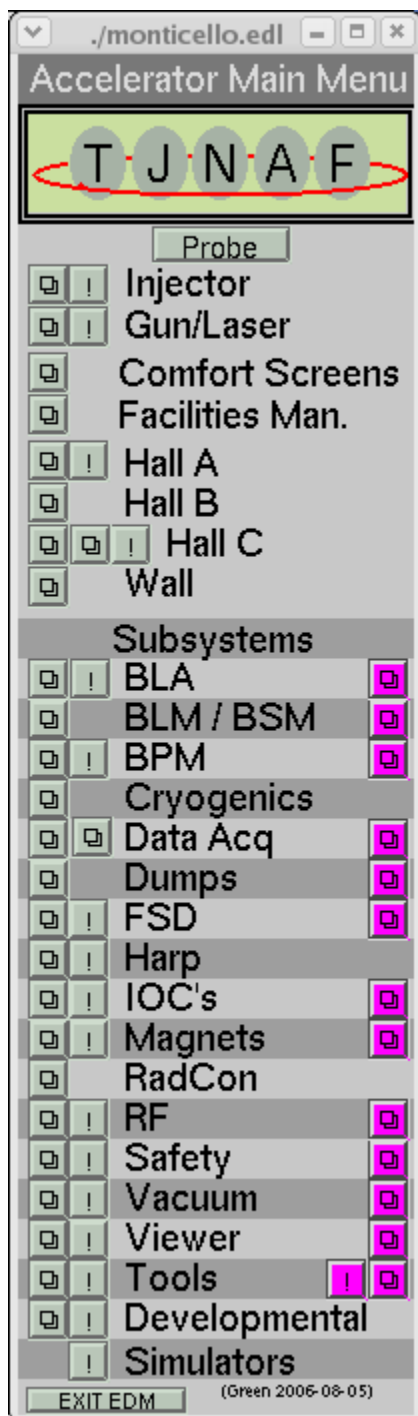 ./monticello.edl
Accelerator Main Menu
T J N A F
Probe
! Injector
! Gun/Laser
Comfort Screens
Facilities Man.
! Hall A
Hall B
! Hall C
Wall
Subsystems
! BLA
BLM / BSM
! BPM
Cryogenics
Data Acq
Dumps
! FSD
! Harp
! IOC's
! Magnets
RadCon
! RF
! Safety
! Vacuum
! Viewer
! Tools !
! Developmental
! Simulators
EXIT EDM (Green 2006-08-05)